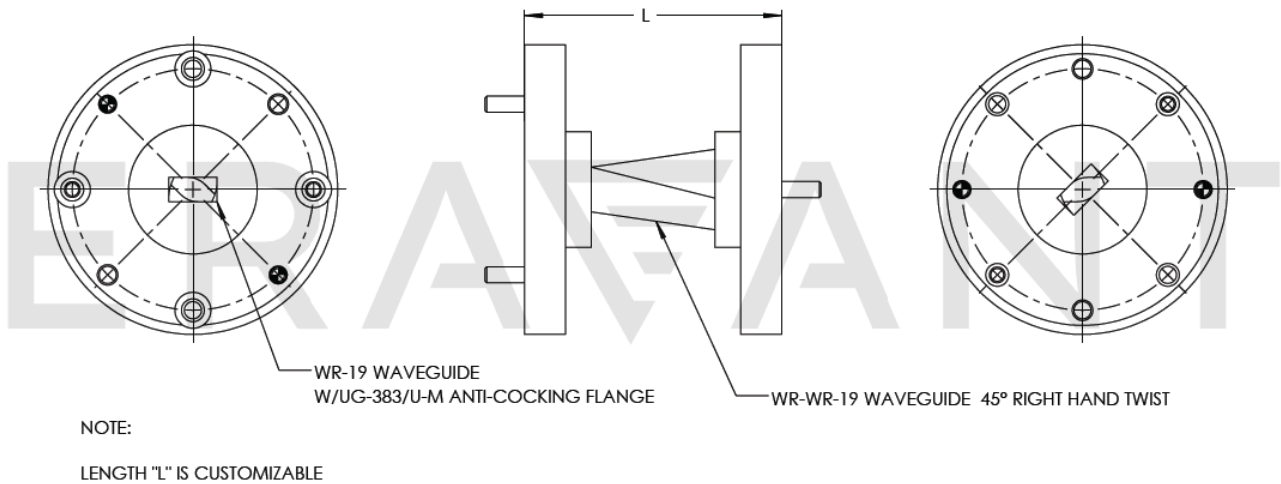 L
ERAVANT
WR-19 WAVEGUIDE
W/UG-383/U-M ANTI-COCKING FLANGE
WR-WR-19 WAVEGUIDE 45° RIGHT HAND TWIST
NOTE:
LENGTH "L" IS CUSTOMIZABLE